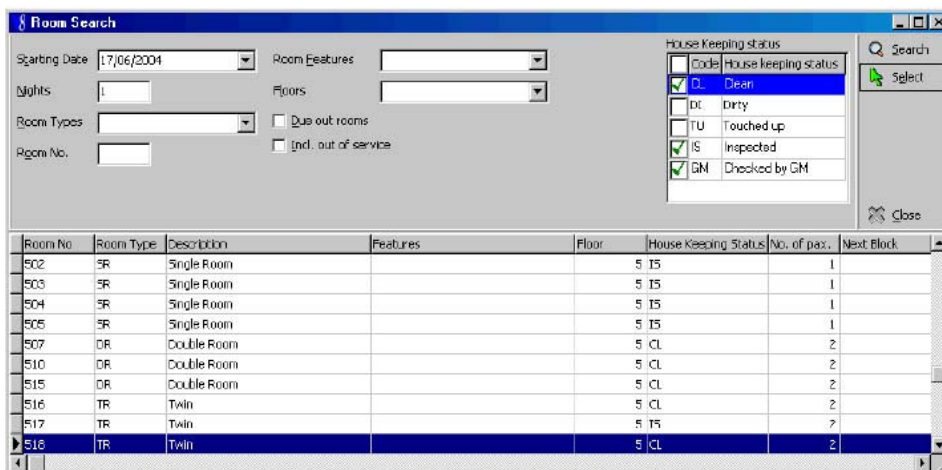 Room Search
Starting Date 17/06/2004
Nights 1
Room Types
Room No.
Room Features
Floors
Due out rooms
Incl. out of service
House Keeping status
Code House keeping status
CL Clean
DI Dirty
TU Touched up
IS Inspected
GM Checked by GM
Search
Select
Close
Room No Room Type Description Features Floor House Keeping Status No. of pax. Next Block
502 SR Single Room 5 IS 1
503 SR Single Room 5 IS 1
504 SR Single Room 5 IS 1
505 SR Single Room 5 IS 1
507 DR Double Room 5 CL 2
510 DR Double Room 5 CL 2
515 DR Double Room 5 CL 2
516 TR Twin 5 CL 2
517 TR Twin 5 IS 2
518 TR Twin 5 CL 2